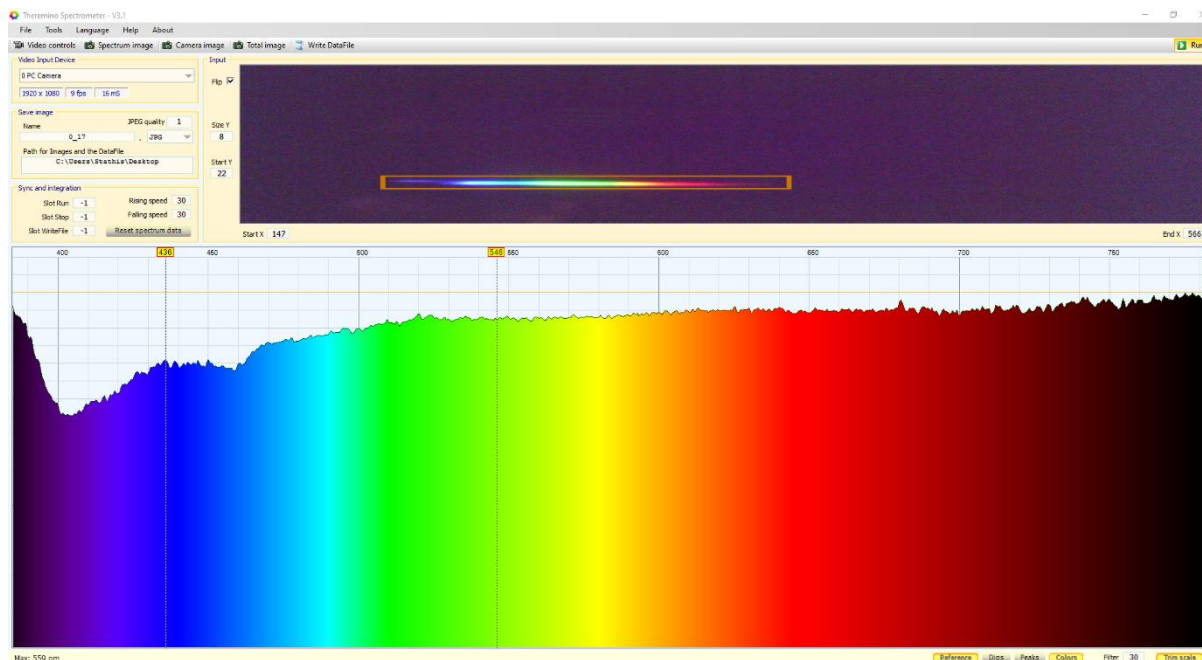 Theremino Spectrometer - V3.1
File Tools Language Help About
Video controls Spectrum image Camera image Total image Write DataFile Run
Video Input Device
0 PC Camera
1920 x 1080 9 fps 16 mS
Save image
Name JPEG quality 1
0_17 . JPG
Path for Images and the DataFile
C:\Users\Stathis\Desktop
Sync and integration
Slot Run -1 Rising speed 30
Slot Stop -1 Falling speed 30
Slot WriteFile -1 Reset spectrum data
Input
Flip
Size Y
8
Start Y
22
Start X 147 End X 566
400 436 450 500 546 550 600 650 700 750
Max: 559 nm Reference Dips Peaks Colors Filter 30 Trim scale